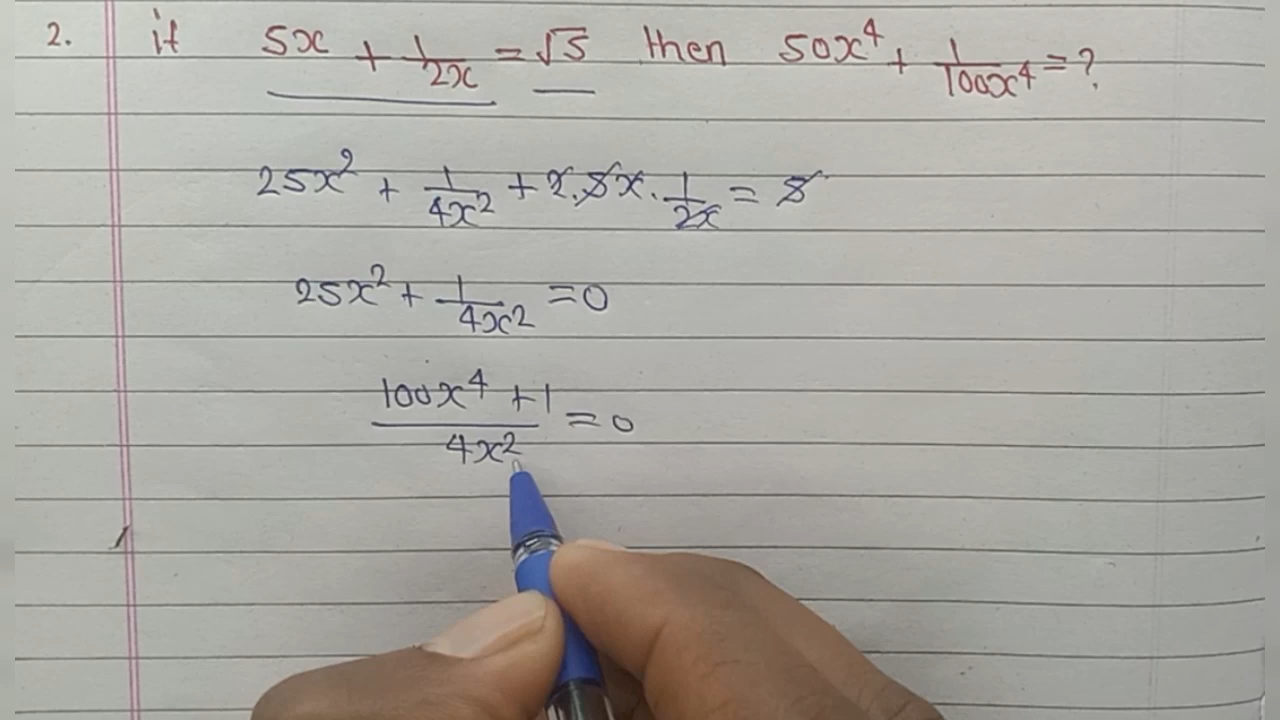 2. if 5x + 1/2x = √5 then 50x⁴ + 1/100x⁴ = ?
25x² + 1/4x² + 2.5x.1/2x = 5
25x² + 1/4x² = 0
100x⁴ + 1/4x² = 0